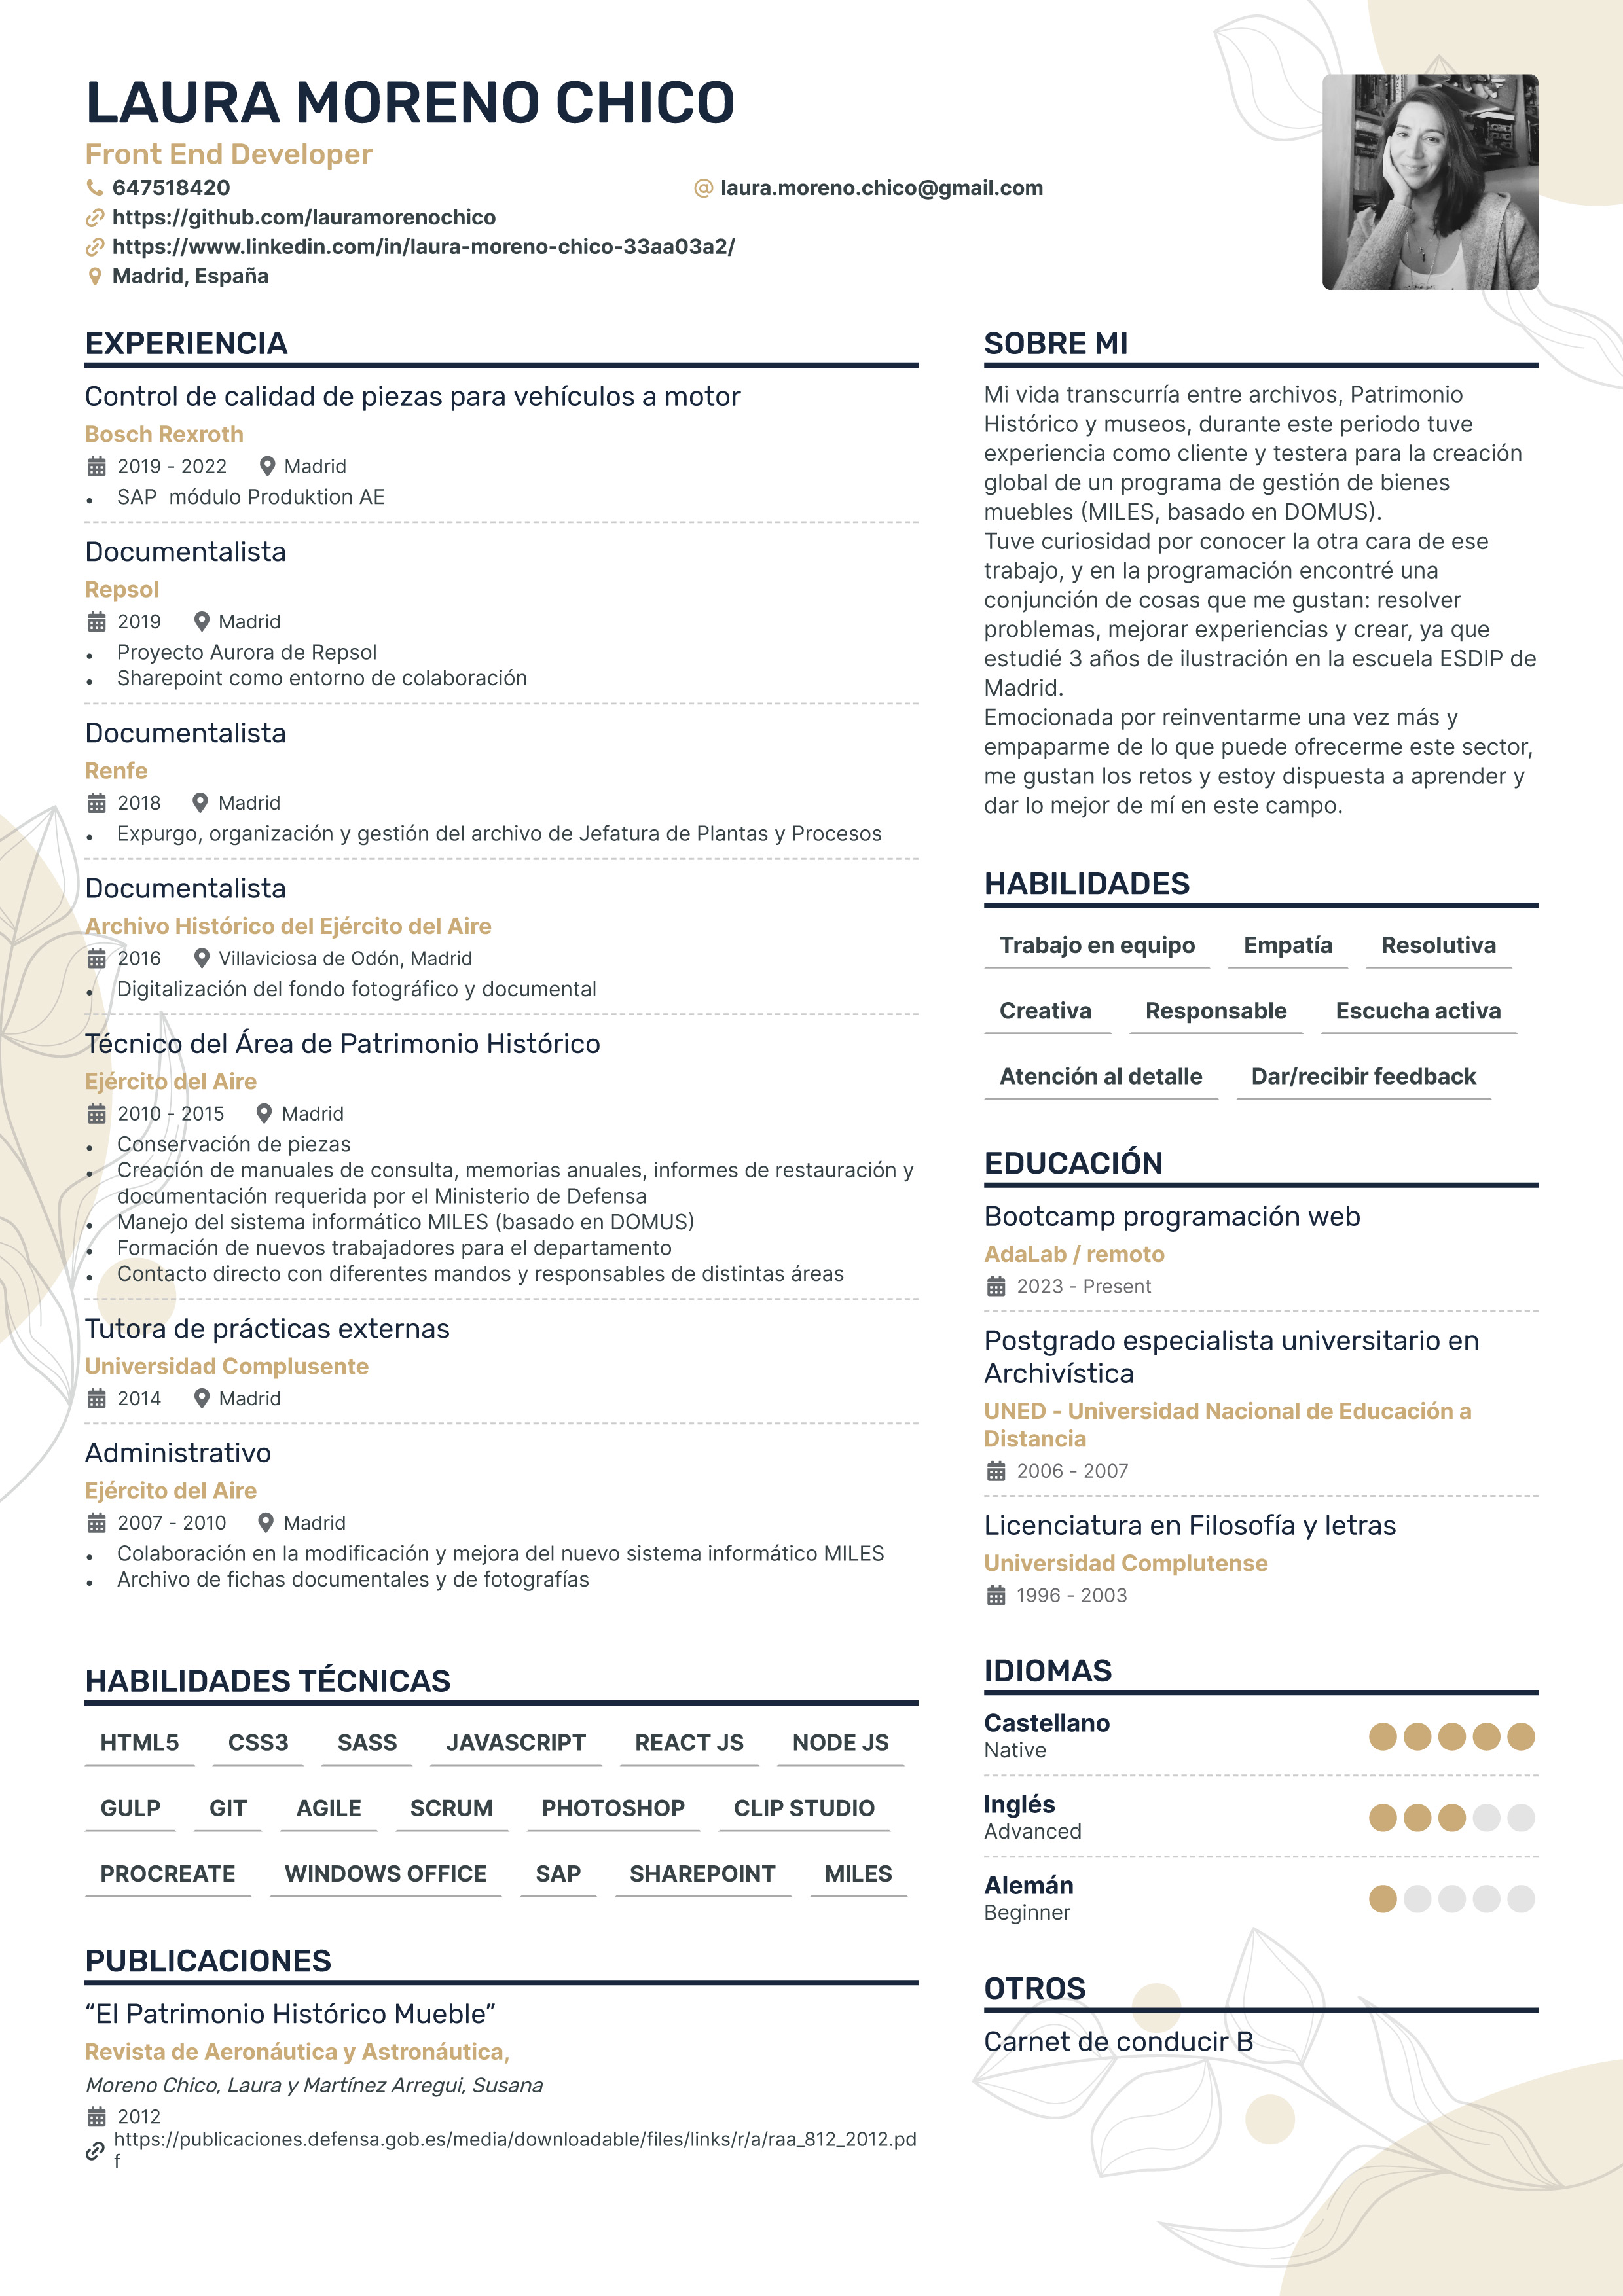 LAURA MORENO CHICO
Front End Developer
647518420
laura.moreno.chico@gmail.com
https://github.com/lauramorenochico
https://www.linkedin.com/in/laura-moreno-chico-33aa03a2/
Madrid, España
EXPERIENCIA
Control de calidad de piezas para vehículos a motor
Bosch Rexroth
2019 - 2022 Madrid
• SAP módulo Produktion AE
Documentalista
Repsol
2019 Madrid
• Proyecto Aurora de Repsol
• Sharepoint como entorno de colaboración
Documentalista
Renfe
2018 Madrid
• Expurgo, organización y gestión del archivo de Jefatura de Plantas y Procesos
Documentalista
Archivo Histórico del Ejército del Aire
2016 Villaviciosa de Odón, Madrid
• Digitalización del fondo fotográfico y documental
Técnico del Área de Patrimonio Histórico
Ejército del Aire
2010 - 2015 Madrid
• Conservación de piezas
• Creación de manuales de consulta, memorias anuales, informes de restauración y
documentación requerida por el Ministerio de Defensa
• Manejo del sistema informático MILES (basado en DOMUS)
• Formación de nuevos trabajadores para el departamento
• Contacto directo con diferentes mandos y responsables de distintas áreas
Tutora de prácticas externas
Universidad Complusente
2014 Madrid
Administrativo
Ejército del Aire
2007 - 2010 Madrid
• Colaboración en la modificación y mejora del nuevo sistema informático MILES
• Archivo de fichas documentales y de fotografías
HABILIDADES TÉCNICAS
HTML5 CSS3 SASS JAVASCRIPT REACT JS NODE JS
GULP GIT AGILE SCRUM PHOTOSHOP CLIP STUDIO
PROCREATE WINDOWS OFFICE SAP SHAREPOINT MILES
PUBLICACIONES
“El Patrimonio Histórico Mueble”
Revista de Aeronáutica y Astronáutica,
Moreno Chico, Laura y Martínez Arregui, Susana
2012
https://publicaciones.defensa.gob.es/media/downloadable/files/links/r/a/raa_812_2012.pd
f
SOBRE MI
Mi vida transcurría entre archivos, Patrimonio
Histórico y museos, durante este periodo tuve
experiencia como cliente y testera para la creación
global de un programa de gestión de bienes
muebles (MILES, basado en DOMUS).
Tuve curiosidad por conocer la otra cara de ese
trabajo, y en la programación encontré una
conjunción de cosas que me gustan: resolver
problemas, mejorar experiencias y crear, ya que
estudié 3 años de ilustración en la escuela ESDIP de
Madrid.
Emocionada por reinventarme una vez más y
empaparme de lo que puede ofrecerme este sector,
me gustan los retos y estoy dispuesta a aprender y
dar lo mejor de mí en este campo.
HABILIDADES
Trabajo en equipo Empatía Resolutiva
Creativa Responsable Escucha activa
Atención al detalle Dar/recibir feedback
EDUCACIÓN
Bootcamp programación web
AdaLab / remoto
2023 - Present
Postgrado especialista universitario en
Archivística
UNED - Universidad Nacional de Educación a
Distancia
2006 - 2007
Licenciatura en Filosofía y letras
Universidad Complutense
1996 - 2003
IDIOMAS
Castellano
Native
Inglés
Advanced
Alemán
Beginner
OTROS
Carnet de conducir B